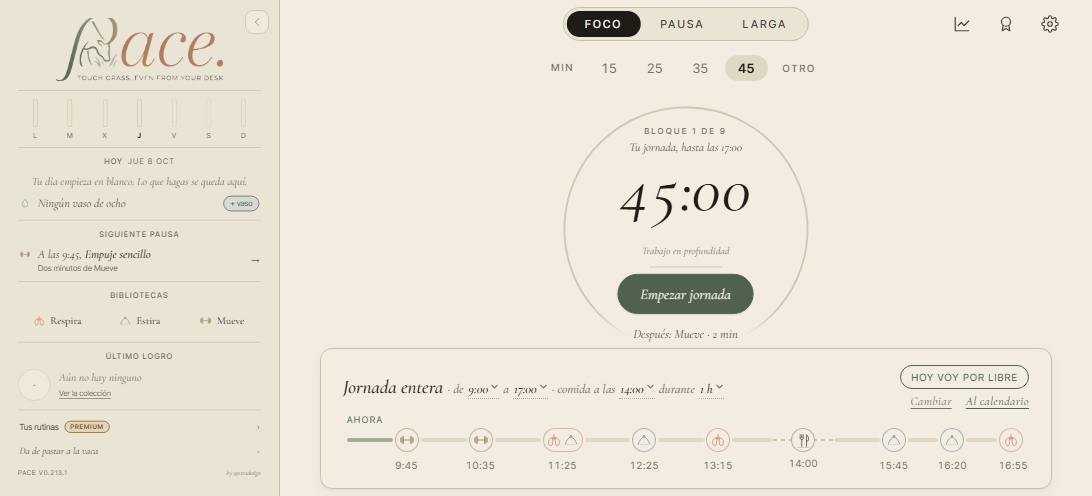 Pace.
TOUCH GRASS. EVEN FROM YOUR DESK
L M X J V S D
HOY JUE 8 OCT
Tu día empieza en blanco. Lo que hagas se queda aquí.
Ningún vaso de ocho
+ vaso
SIGUIENTE PAUSA
A las 9:45, Empuje sencillo
Dos minutos de Mueve
→
BIBLIOTECAS
Respira Estira Mueve
ÚLTIMO LOGRO
Aún no hay ninguno
Ver la colección
Tus rutinas PREMIUM ›
Da de pastar a la vaca
PACE V0.213.1
FOCO PAUSA LARGA
MIN 15 25 35 45 OTRO
BLOQUE 1 DE 9
Tu jornada, hasta las 17:00
45:00
Trabajo en profundidad
Empezar jornada
Después: Mueve · 2 min
Jornada entera · de 9:00 a 17:00 · comida a las 14:00 durante 1 h
HOY VOY POR LIBRE
Cambiar Al calendario
AHORA
9:45 10:35 11:25 12:25 13:15 14:00 15:45 16:20 16:55